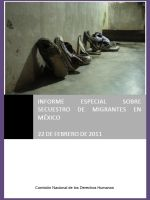 INFORME ESPECIAL SOBRE
SECUESTRO DE MIGRANTES EN
MÉXICO
22 DE FEBRERO DE 2011
Comisión Nacional de los Derechos Humanos